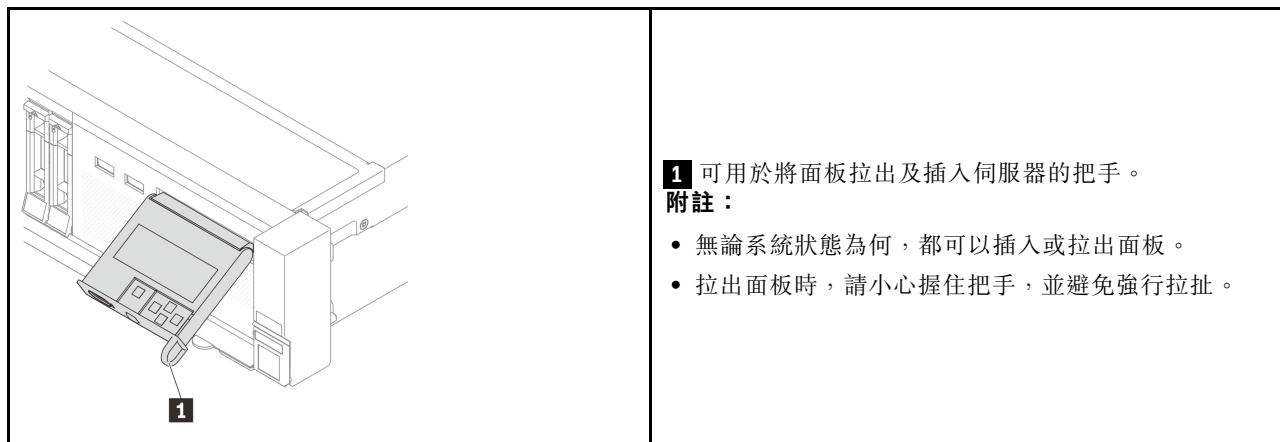 1
1 可用於將面板拉出及插入伺服器的把手。
附註：
• 無論系統狀態為何，都可以插入或拉出面板。
• 拉出面板時，請小心握住把手，並避免強行拉扯。